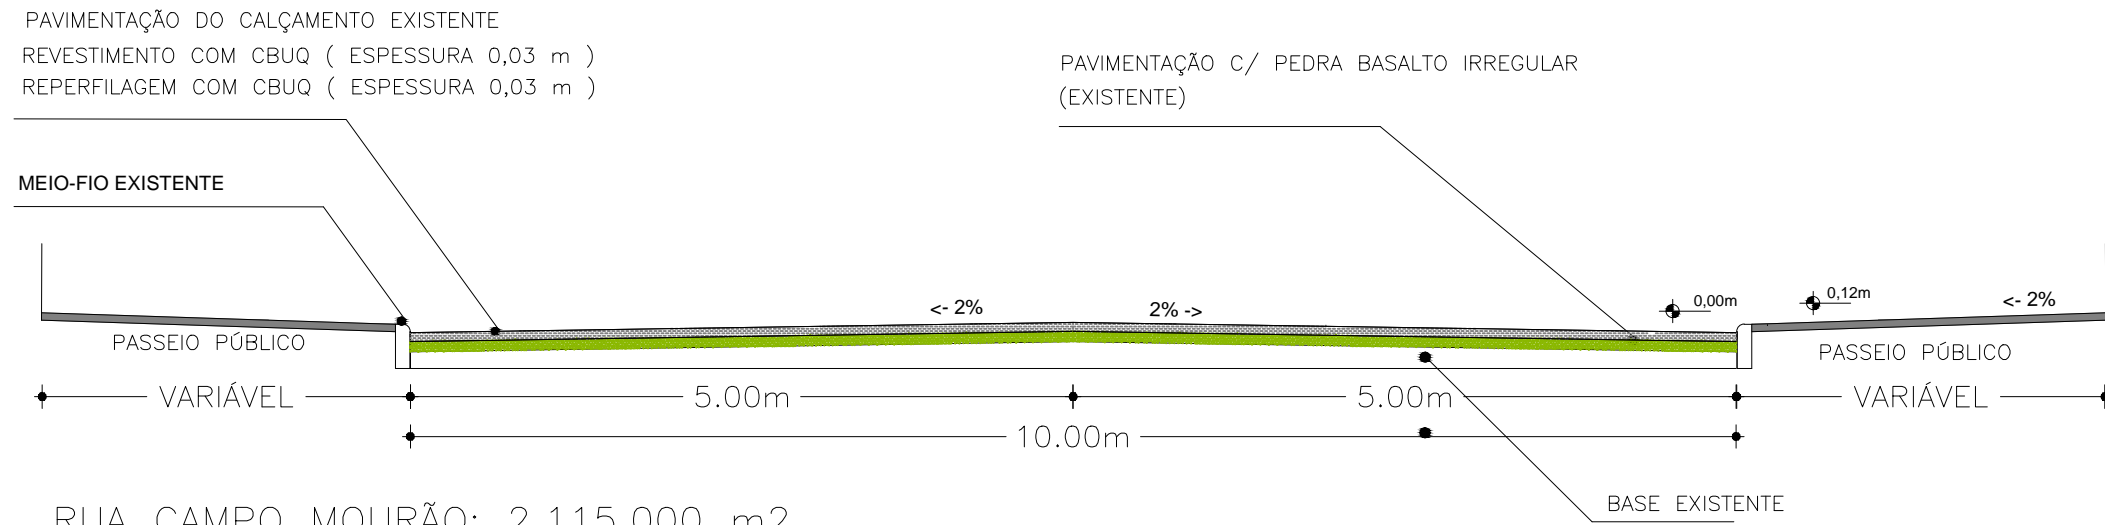 PAVIMENTAÇÃO DO CALÇAMENTO EXISTENTE
REVESTIMENTO COM CBUQ ( ESPESSURA 0,03 m )
REPERFILAGEM COM CBUQ ( ESPESSURA 0,03 m )
PAVIMENTAÇÃO C/ PEDRA BASALTO IRREGULAR
(EXISTENTE)
MEIO-FIO EXISTENTE
<- 2%
2% ->
0,00m
0,12m
<- 2%
PASSEIO PÚBLICO
PASSEIO PÚBLICO
VARIÁVEL
5.00m
5.00m
VARIÁVEL
10.00m
BASE EXISTENTE
RUA CAMPO MOURÃO: 2.115,000 m2